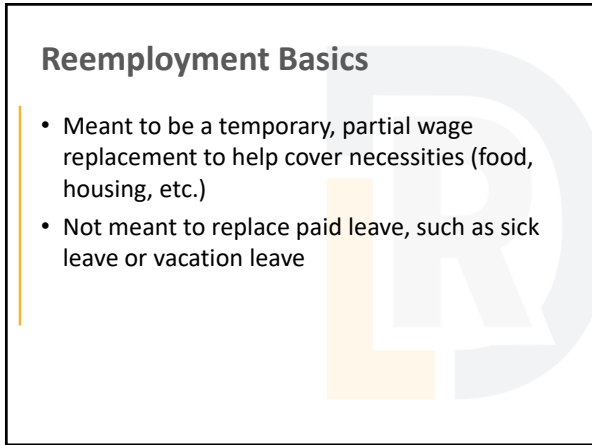 Reemployment Basics
• Meant to be a temporary, partial wage
replacement to help cover necessities (food,
housing, etc.)
• Not meant to replace paid leave, such as sick
leave or vacation leave
DLR